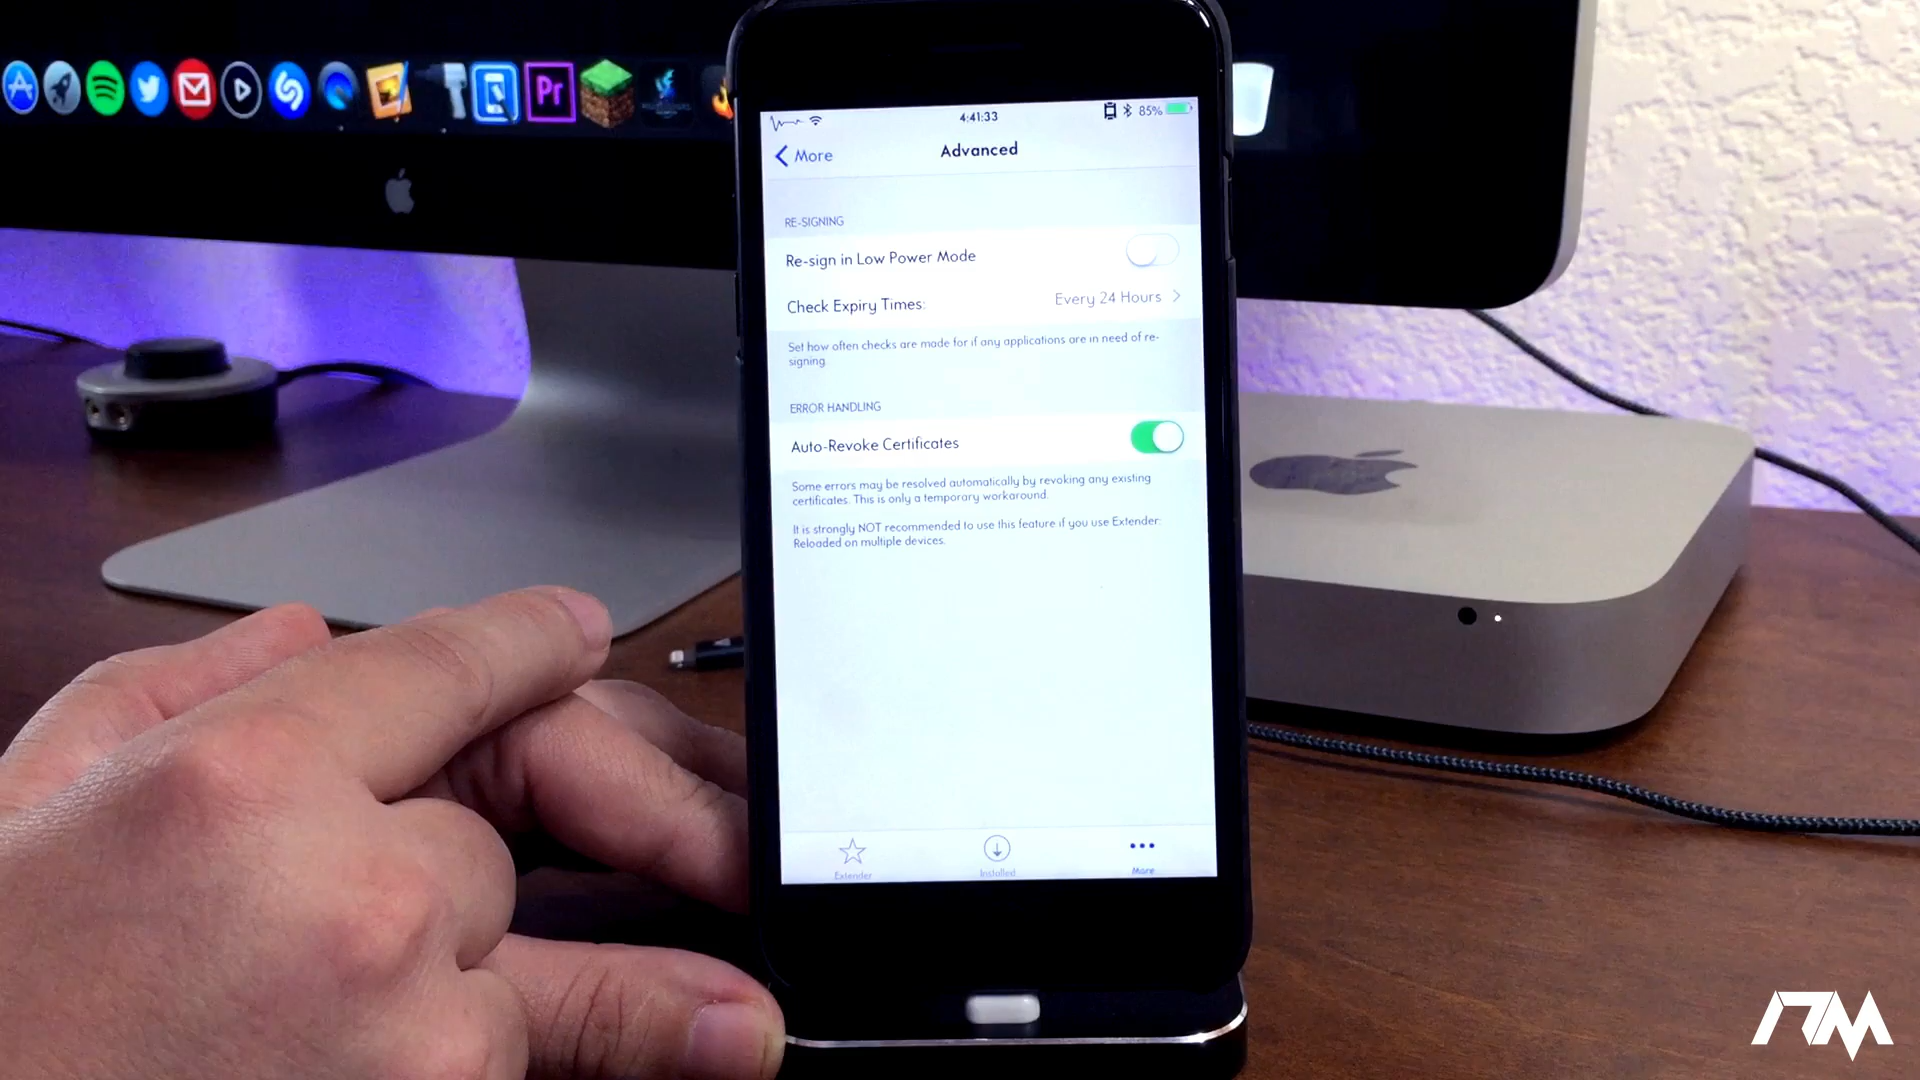 Pr
4:41:33
85%
More
Advanced
RE-SIGNING
Re-sign in Low Power Mode
Check Expiry Times:
Every 24 Hours
Set how often checks are made for if any applications are in need of re-
signing.
ERROR HANDLING
Auto-Revoke Certificates
Some errors may be resolved automatically by revoking any existing
certificates. This is only a temporary workaround.
It is strongly NOT recommended to use this feature if you use Extender:
Reloaded on multiple devices.
Extender
Installed
More